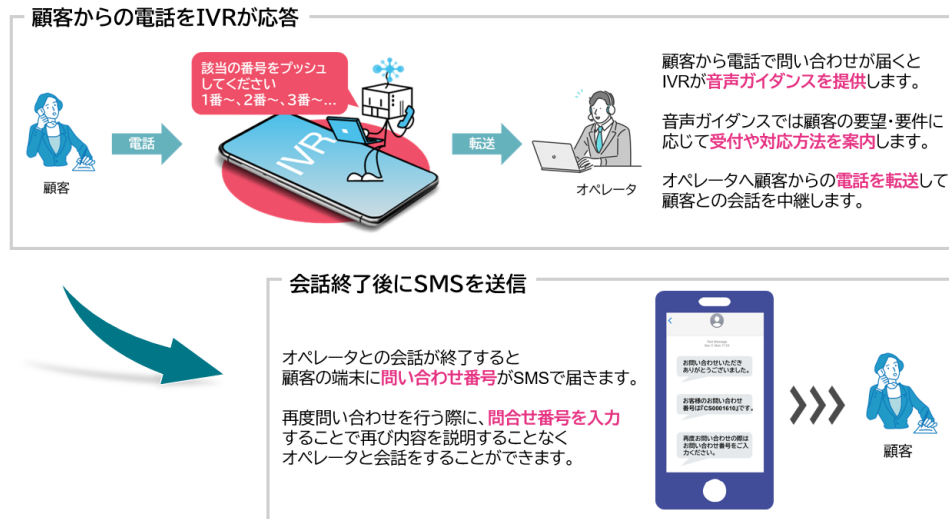 顧客からの電話をIVRが応答
該当の番号をプッシュ
してください
1番～、2番～、3番～...
IVR
電話
転送
顧客
オペレータ
顧客から電話で問い合わせが届くと
IVRが音声ガイダンスを提供します。
音声ガイダンスでは顧客の要望・要件に
応じて受付や対応方法を案内します。
オペレータへ顧客からの電話を転送して
顧客との会話を中継します。
会話終了後にSMSを送信
オペレータとの会話が終了すると
顧客の端末に問い合わせ番号がSMSで届きます。
再度問い合わせを行う際に、問合せ番号を入力
することで再び内容を説明することなく
オペレータと会話をすることができます。
お問い合わせいただき
ありがとうございました。
お客様のお問い合わせ
番号は「CS0001610」です。
再度お問い合わせの際は
お問い合わせ番号をご入
力ください。
顧客